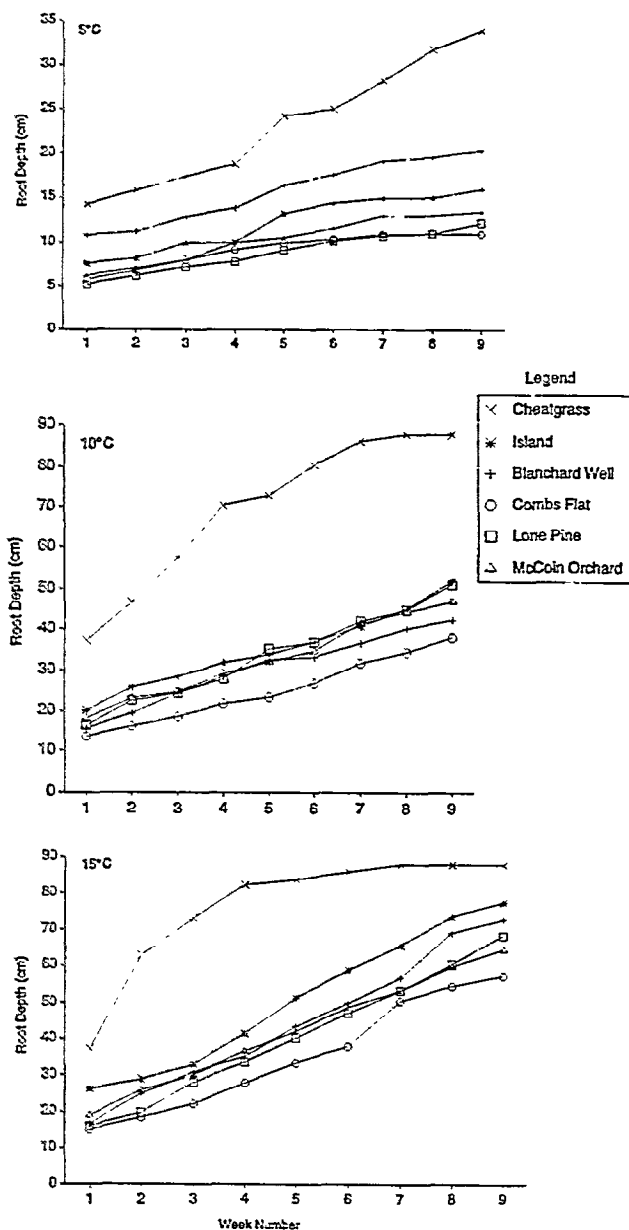 5°C
35
30
25
20
15
10
5
0
Root Depth (cm)
1 2 3 4 5 6 7 8 9
Legend
Cheatgrass
Island
Blanchard Well
Combs Flat
Lone Pine
McCoin Orchard
10°C
90
80
70
60
50
40
30
20
10
0
Root Depth (cm)
1 2 3 4 5 6 7 8 9
15°C
90
80
70
60
50
40
30
20
10
0
Root Depth (cm)
1 2 3 4 5 6 7 8 9
Week Number